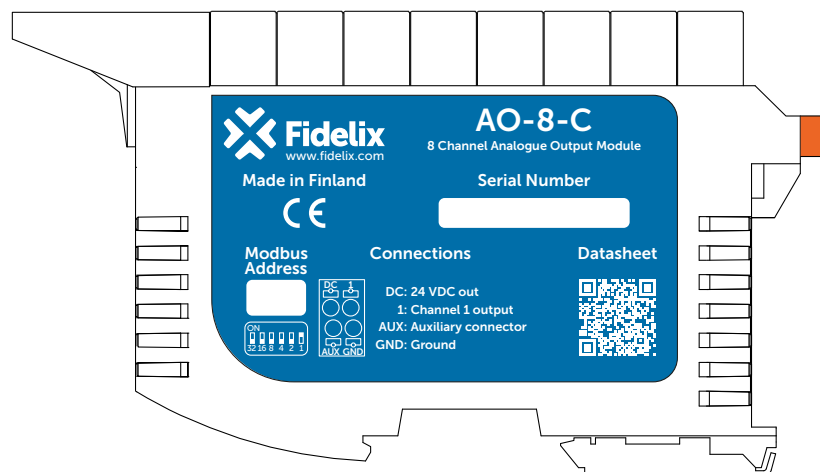 Fidelix
www.fidelix.com
AO-8-C
8 Channel Analogue Output Module
Made in Finland
Serial Number
CE
Modbus
Address
Connections
Datasheet
DC 1
AUX GND
DC: 24 VDC out
1: Channel 1 output
AUX: Auxiliary connector
GND: Ground
ON
32 16 8 4 2 1